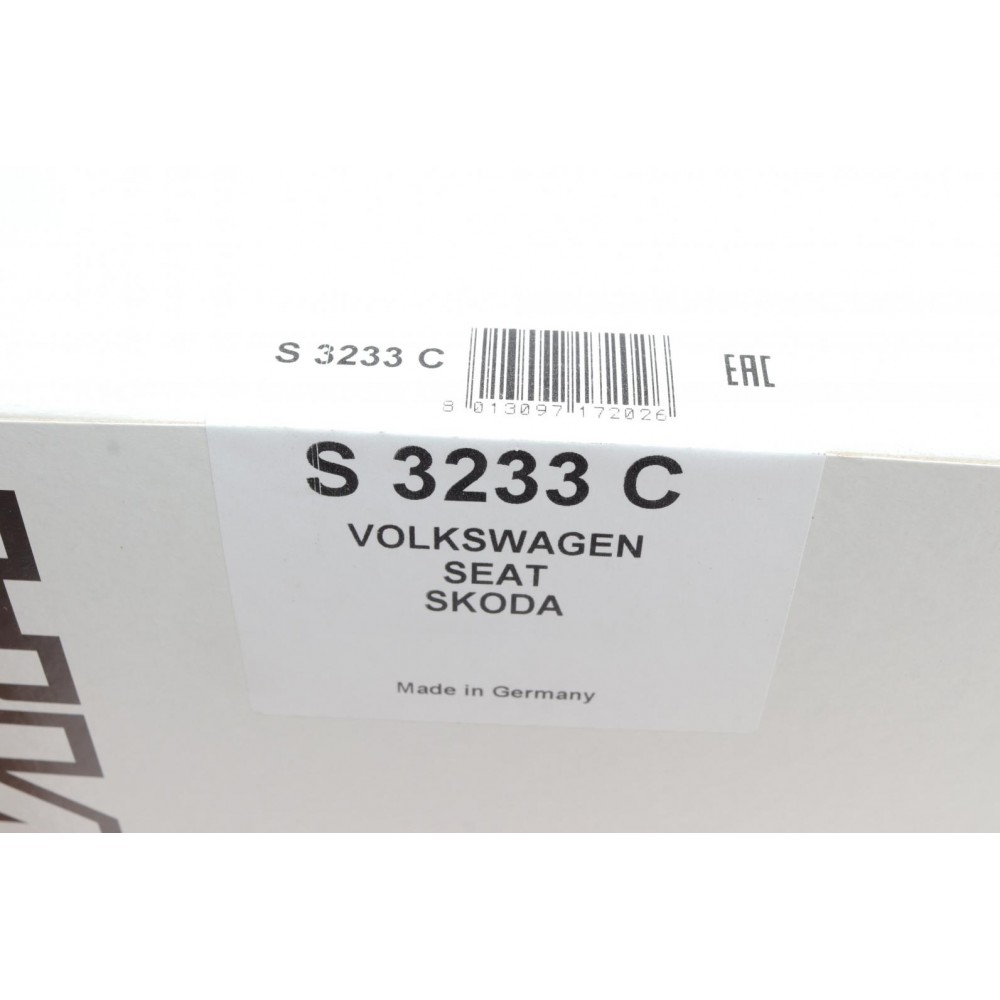 S 3233 C
8 013097 172026
EAC
S 3233 C
VOLKSWAGEN
SEAT
SKODA
Made in Germany